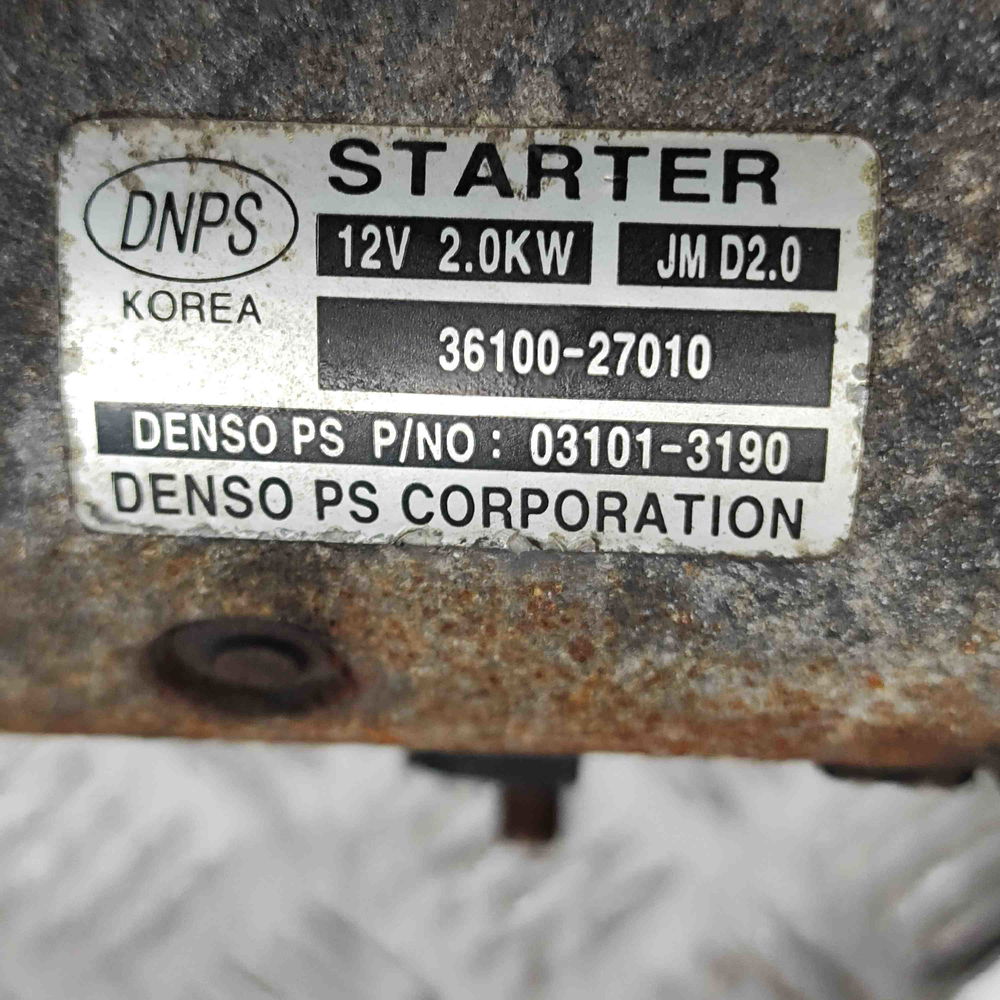 STARTER
DNPS
KOREA
12V 2.0KW JM D2.0
36100-27010
DENSO PS P/NO : 03101-3190
DENSO PS CORPORATION